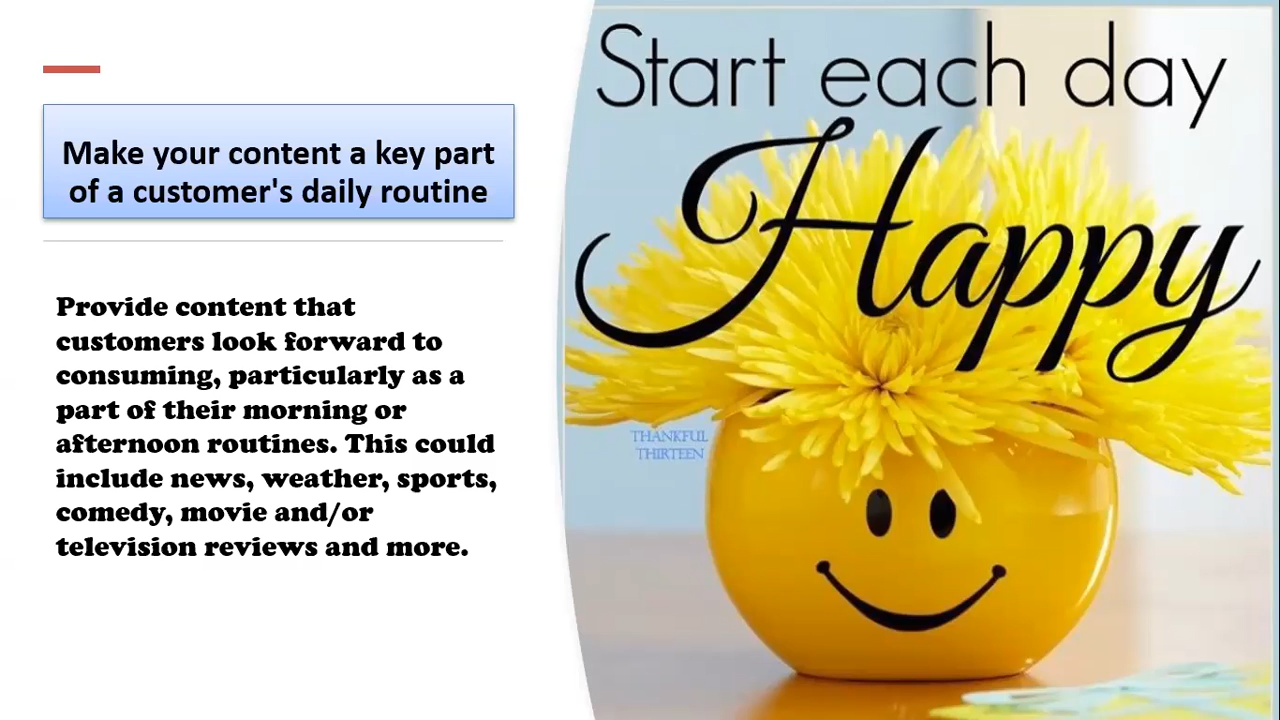 Make your content a key part
of a customer's daily routine
Provide content that
customers look forward to
consuming, particularly as a
part of their morning or
afternoon routines. This could
include news, weather, sports,
comedy, movie and/or
television reviews and more.
Start each day
Happy
THANKFUL
THIRTEEN